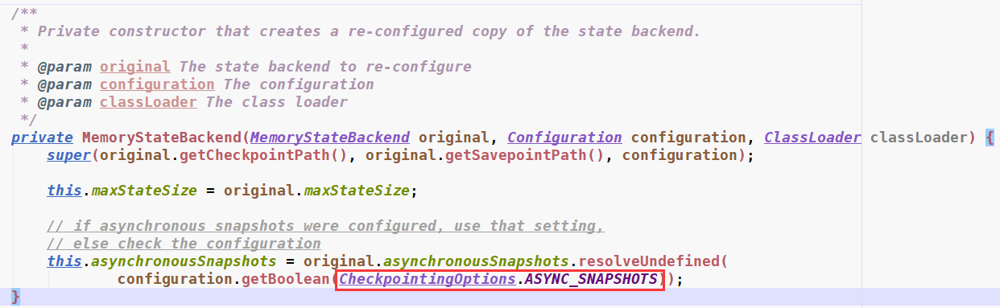 /**
 * Private constructor that creates a re-configured copy of the state backend.
 *
 * @param original The state backend to re-configure
 * @param configuration The configuration
 * @param classLoader The class loader
 */
private MemoryStateBackend(MemoryStateBackend original, Configuration configuration, ClassLoader classLoader) {
    super(original.getCheckpointPath(), original.getSavepointPath(), configuration);

    this.maxStateSize = original.maxStateSize;

    // if asynchronous snapshots were configured, use that setting,
    // else check the configuration
    this.asynchronousSnapshots = original.asynchronousSnapshots.resolveUndefined(
            configuration.getBoolean(CheckpointingOptions.ASYNC_SNAPSHOTS));
}